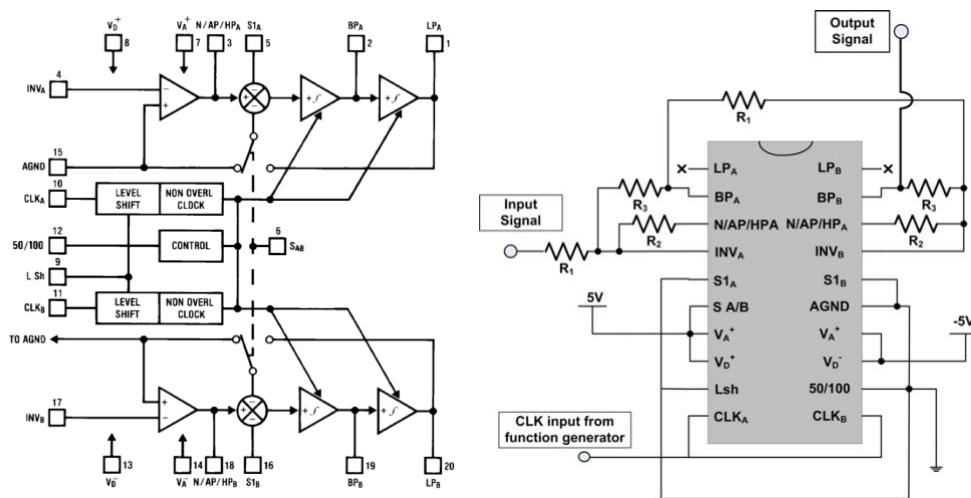 V_D^+ V_A^+ N/AP/HP_A S1_A BP_A LP_A
8 7 3 5 2 1
4
INV_A
−
+
+ − +
+ ∫
+ ∫
15
AGND
10
CLK_A
LEVEL SHIFT
NON OVERL CLOCK
12
50/100
CONTROL
6
S_AB
9
L Sh
11
CLK_B
LEVEL SHIFT
NON OVERL CLOCK
TO AGND
+
−
+ − +
+ ∫
+ ∫
17
INV_B
13 14 18 16 19 20
V_D^- V_A^- N/AP/HP_B S1_B BP_B LP_B
Output Signal
R_1
LP_A LP_B
BP_A BP_B
R_3 R_3
N/AP/HPA N/AP/HP_A
R_2 R_2
Input Signal
R_1
INV_A INV_B
S1_A S1_B
5V
S A/B AGND
-5V
V_A^+ V_A^+
V_D^+ V_D^-
Lsh 50/100
CLK_A CLK_B
CLK input from function generator